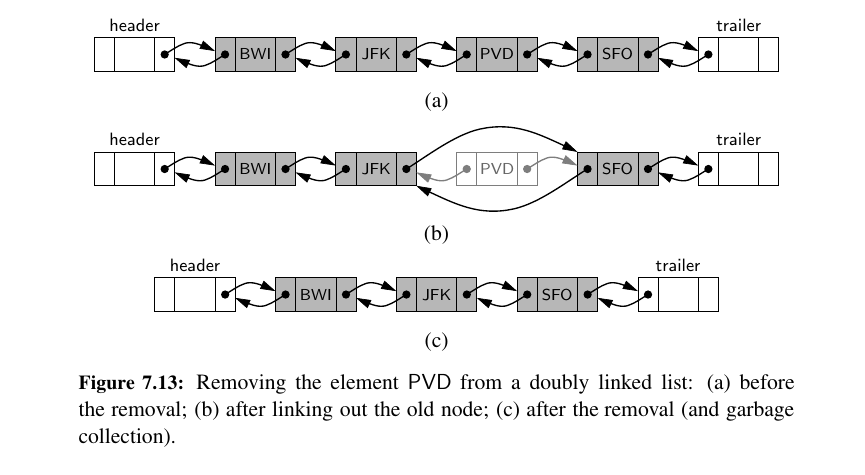 header trailer
BWI JFK PVD SFO
(a)
header trailer
BWI JFK PVD SFO
(b)
header trailer
BWI JFK SFO
(c)
Figure 7.13: Removing the element PVD from a doubly linked list: (a) before
the removal; (b) after linking out the old node; (c) after the removal (and garbage
collection).